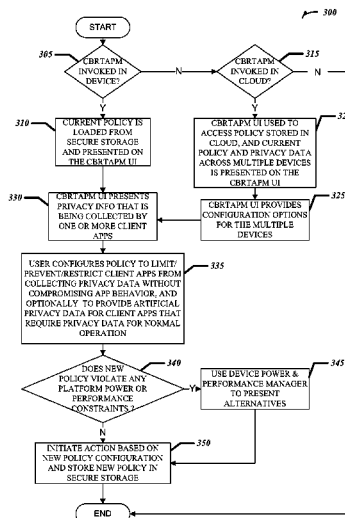 300
START
305
CBRTAPM
INVOKED IN
DEVICE?
N
315
CBRTAPM
INVOKED IN
CLOUD?
N
Y
Y
310
CURRENT POLICY IS
LOADED FROM
SECURE STORAGE
AND PRESENTED ON
THE CBRTAPM UI
CBRTAPM UI USED TO
ACCESS POLICY STORED IN
CLOUD, AND CURRENT
POLICY AND PRIVACY DATA
ACROSS MULTIPLE DEVICES
IS PRESENTED ON THE
CBRTAPM UI
330
CBRTAPM UI PRESENTS
PRIVACY INFO THAT IS
BEING COLLECTED BY
ONE OR MORE CLIENT
APPS
325
CBRTAPM UI PROVIDES
CONFIGURATION OPTIONS
FOR THE MULTIPLE
DEVICES
335
USER CONFIGURES POLICY TO LIMIT/
PREVENT/RESTRICT CLIENT APPS FROM
COLLECTING PRIVACY DATA WITHOUT
COMPROMISING APP BEHAVIOR, AND
OPTIONALLY TO PROVIDE ARTIFICIAL
PRIVACY DATA FOR CLIENT APPS THAT
REQUIRE PRIVACY DATA FOR NORMAL
OPERATION
340
DOES NEW
POLICY VIOLATE ANY
PLATFORM POWER OR
PERFORMANCE
CONSTRAINTS ?
Y
345
USE DEVICE POWER &
PERFORMANCE MANAGER
TO PRESENT
ALTERNATIVES
N
350
INITIATE ACTION BASED ON
NEW POLICY CONFIGURATION
AND STORE NEW POLICY IN
SECURE STORAGE
END